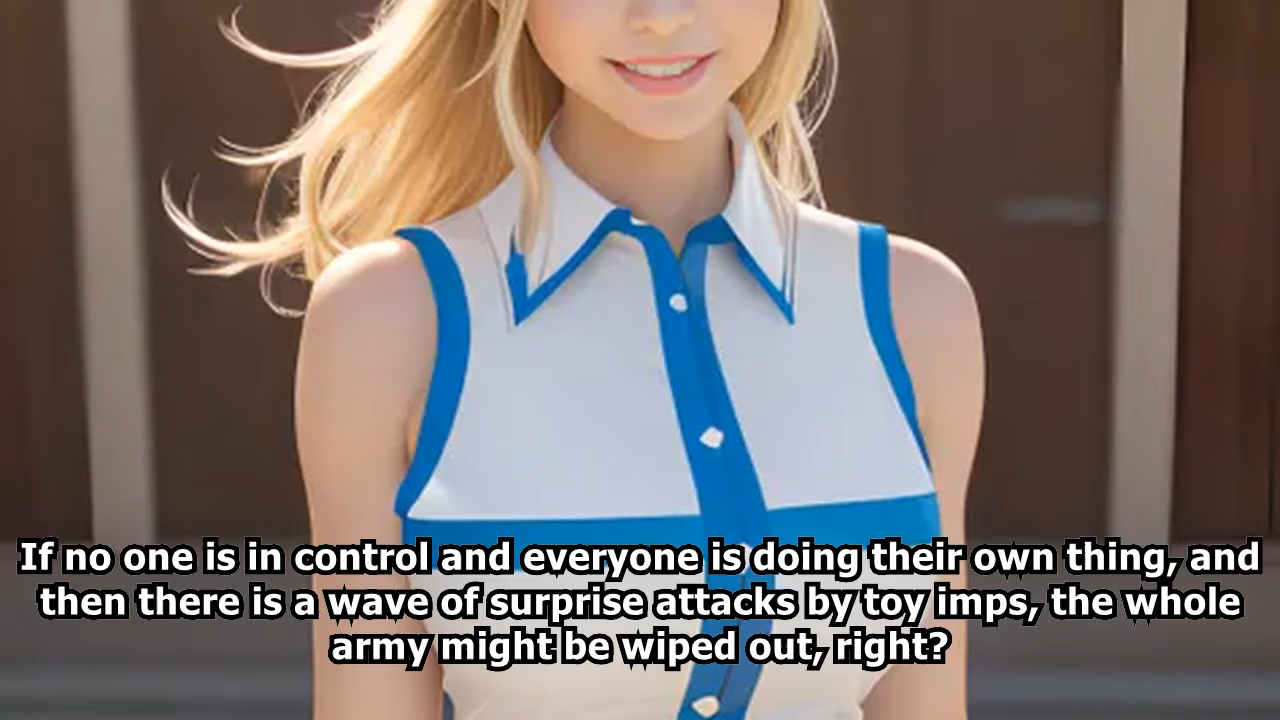 If no one is in control and everyone is doing their own thing, and
then there is a wave of surprise attacks by toy imps, the whole
army might be wiped out, right?